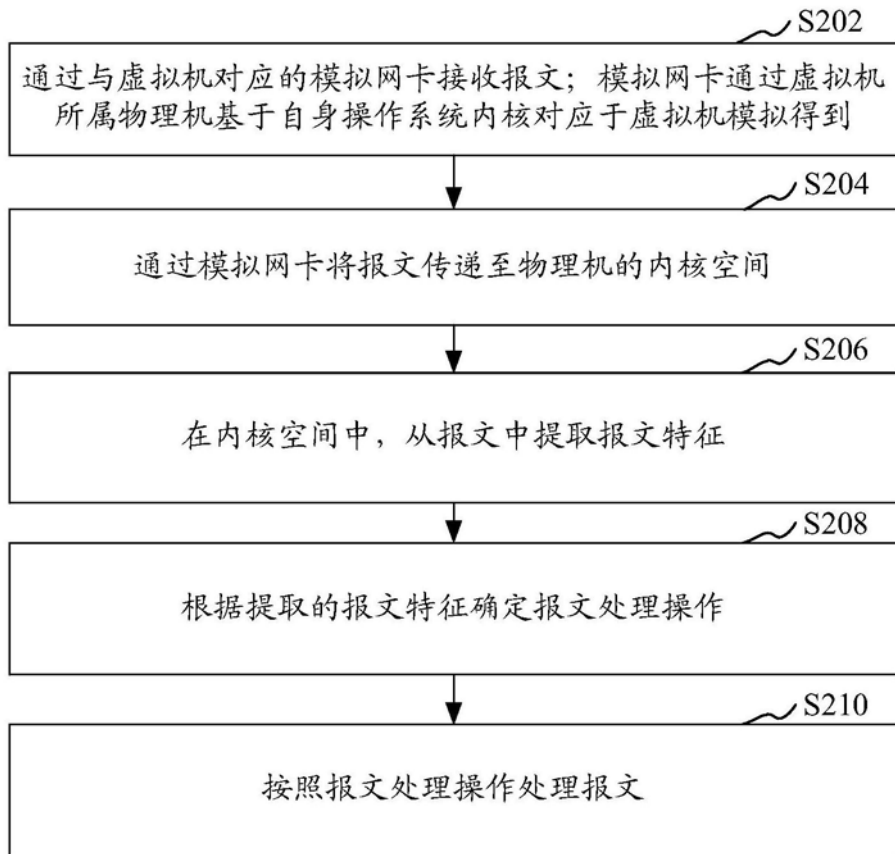 S202
通过与虚拟机对应的模拟网卡接收报文；模拟网卡通过虚拟机
所属物理机基于自身操作系统内核对应于虚拟机模拟得到
S204
通过模拟网卡将报文传递至物理机的内核空间
S206
在内核空间中，从报文中提取报文特征
S208
根据提取的报文特征确定报文处理操作
S210
按照报文处理操作处理报文